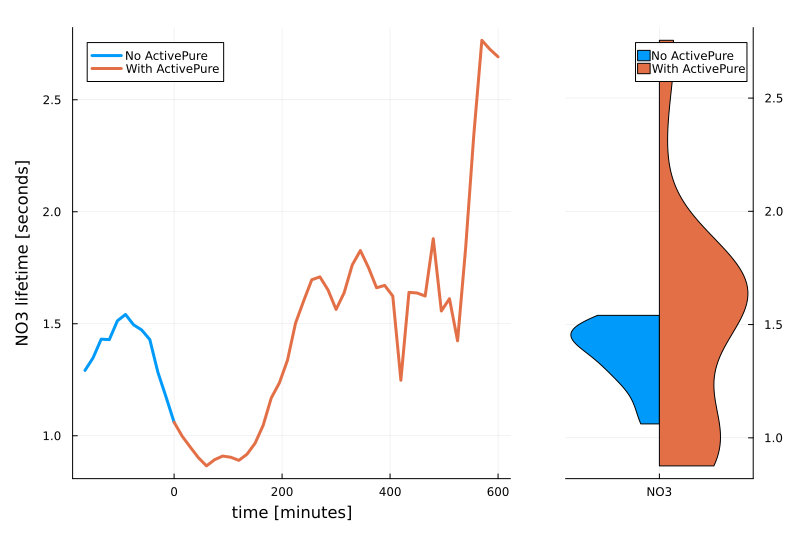 NO3 lifetime [seconds]
2.5
2.0
1.5
1.0
No ActivePure
With ActivePure
0
200
400
600
time [minutes]
No ActivePure
With ActivePure
2.5
2.0
1.5
1.0
NO3